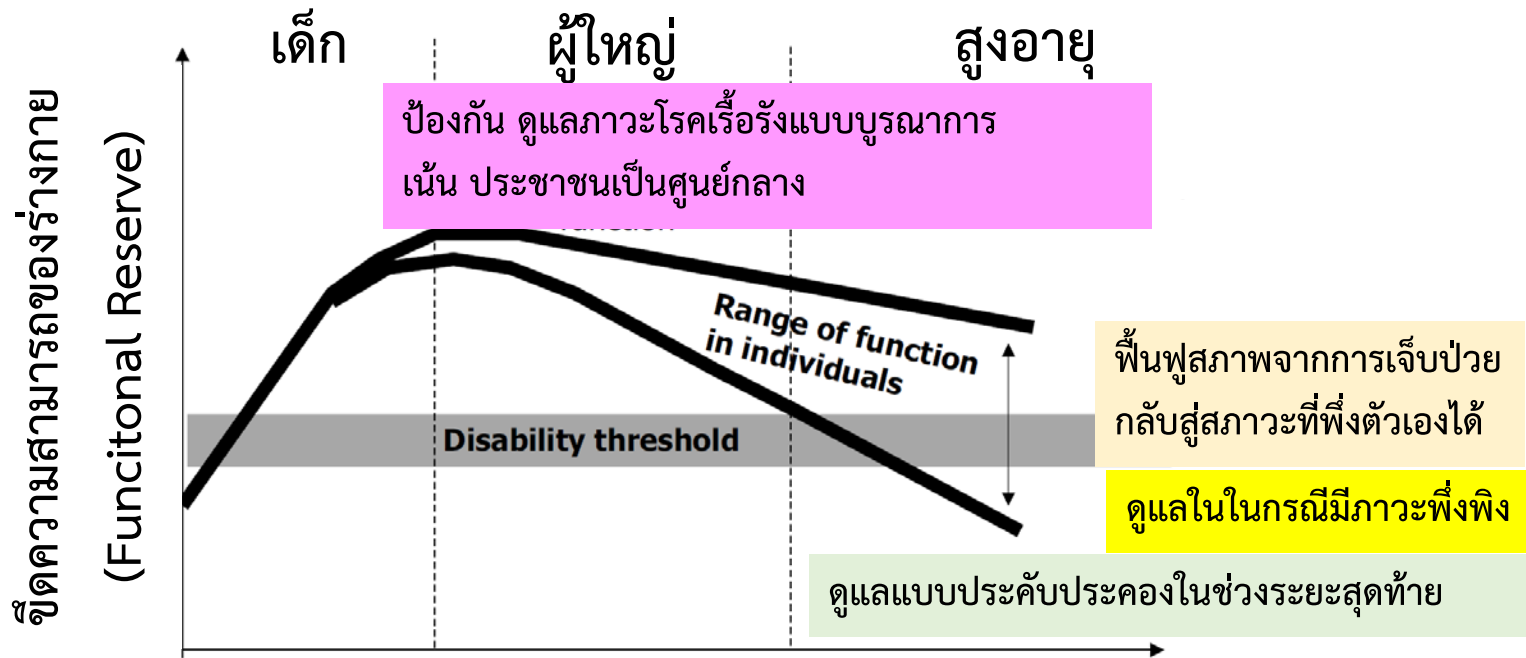 เด็ก
ผู้ใหญ่
สูงอายุ
ขีดความสามารถของร่างกาย
(Funcitonal Reserve)
ป้องกัน ดูแลภาวะโรคเรื้อรังแบบบูรณาการ
เน้น ประชาชนเป็นศูนย์กลาง
Range of function
in individuals
Disability threshold
ฟื้นฟูสภาพจากการเจ็บป่วย
กลับสู่สภาวะที่พึ่งตัวเองได้
ดูแลในในกรณีมีภาวะพึ่งพิง
ดูแลแบบประคับประคองในช่วงระยะสุดท้าย